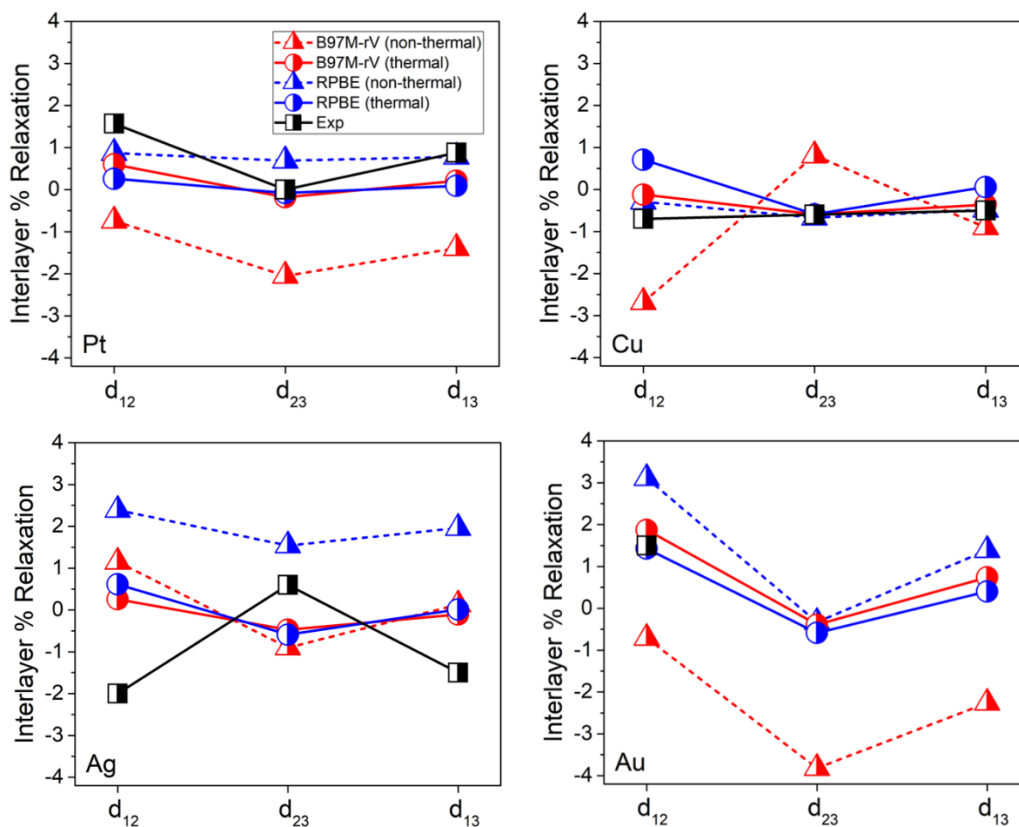 4
3
2
1
0
-1
-2
-3
-4
Interlayer % Relaxation
B97M-rV (non-thermal)
B97M-rV (thermal)
RPBE (non-thermal)
RPBE (thermal)
Exp
Pt
d12
d23
d13
4
3
2
1
0
-1
-2
-3
-4
Interlayer % Relaxation
Cu
d12
d23
d13
4
3
2
1
0
-1
-2
-3
-4
Interlayer % Relaxation
Ag
d12
d23
d13
4
3
2
1
0
-1
-2
-3
-4
Interlayer % Relaxation
Au
d12
d23
d13